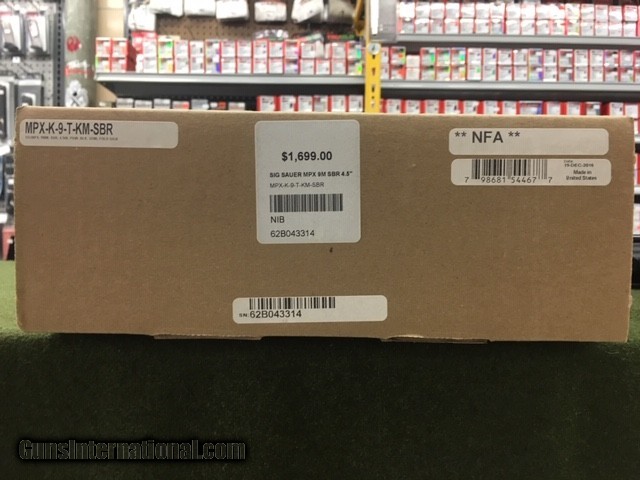 MPX-K-9-T-KM-SBR
$1,699.00
SIG SAUER MPX 9M SBR 4.5"
MPX-K-9-T-KM-SBR
NIB
62B043314
** NFA **
7 98681 54467 7
Made in
United States
S/N: 62B043314
GunsInternational.com